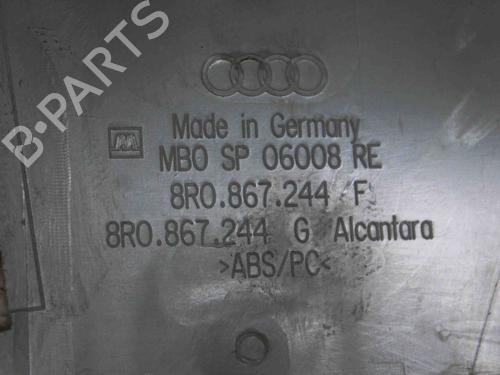 B-PARTS
Made in Germany
MBO SP 06008 RE
8R0.867.244 F
8R0.867.244 G Alcantara
>ABS/PC<